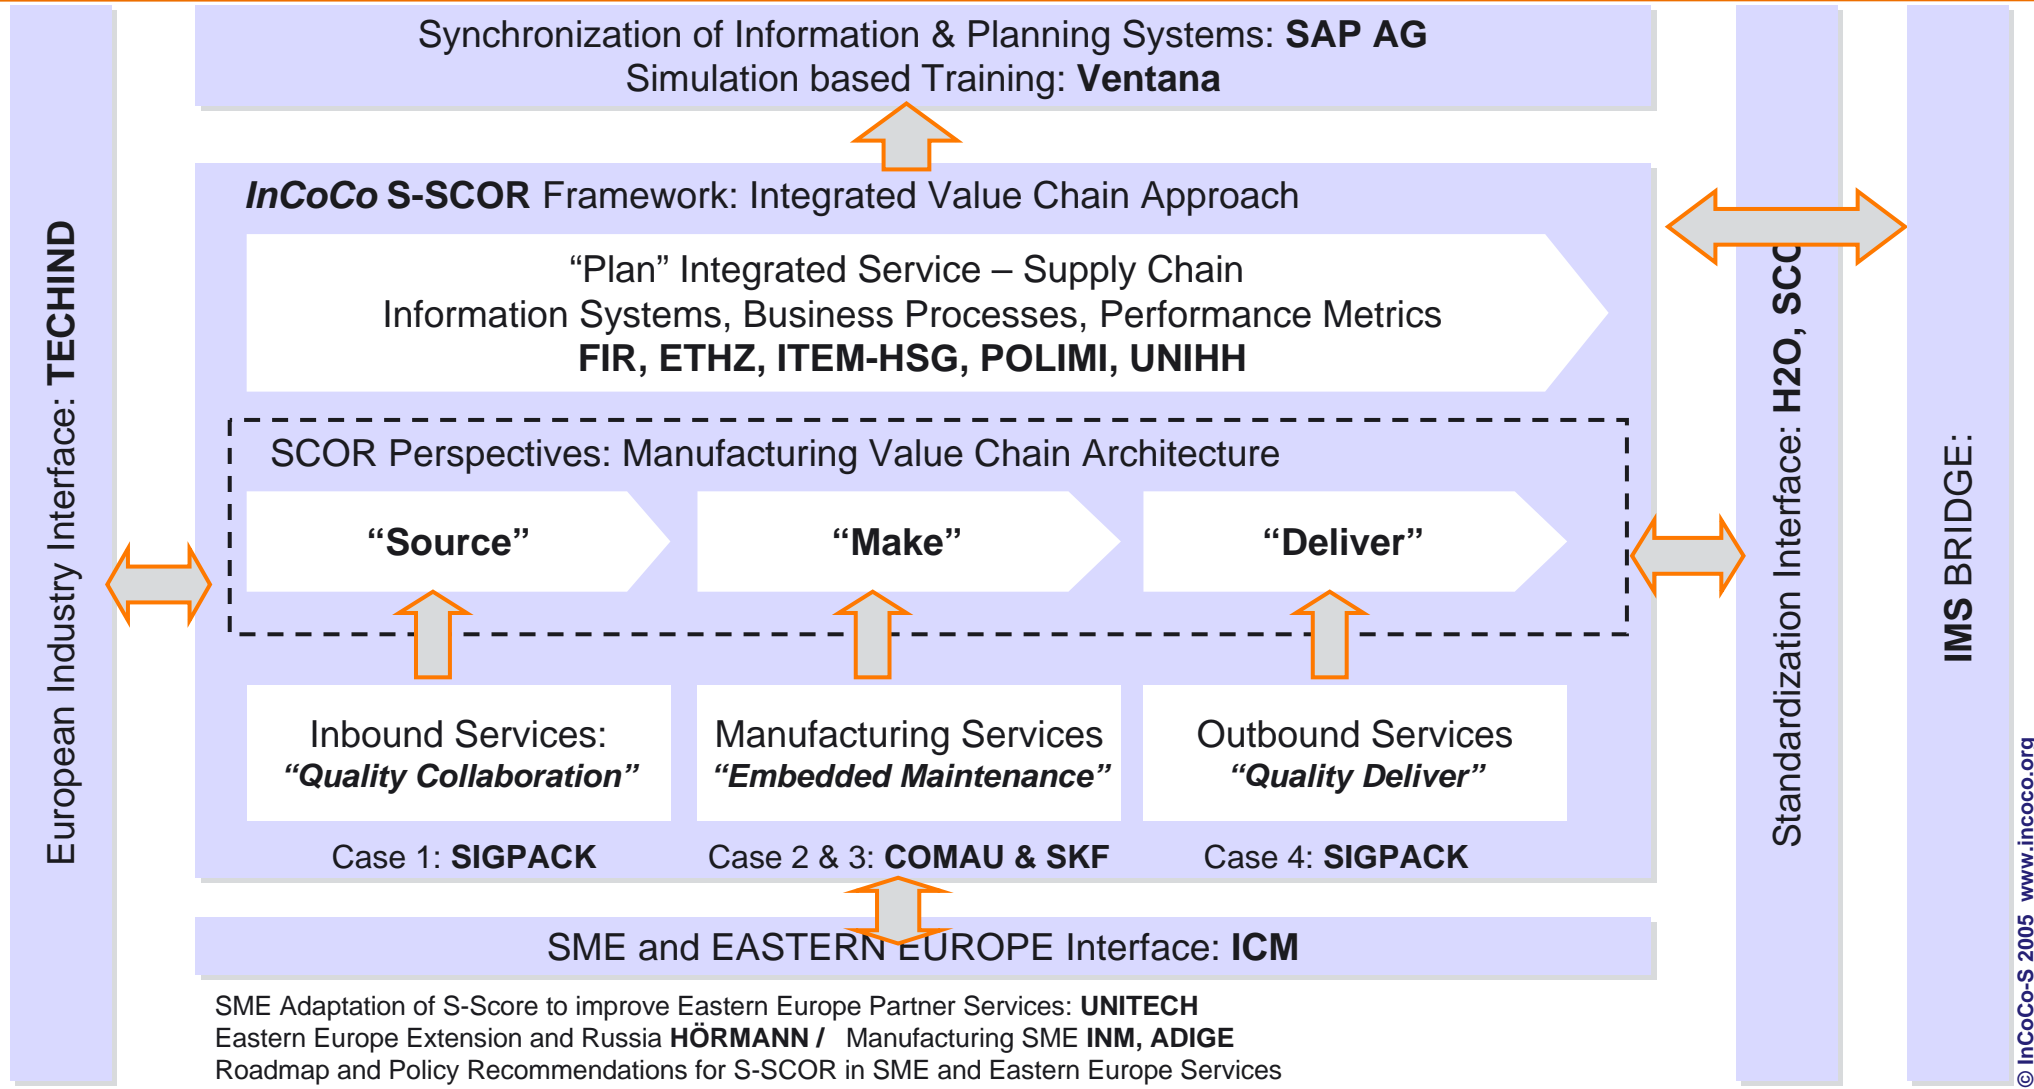 Synchronization of Information & Planning Systems: SAP AG
Simulation based Training: Ventana
European Industry Interface: TECHIND
InCoCo S-SCOR Framework: Integrated Value Chain Approach
“Plan” Integrated Service – Supply Chain
Information Systems, Business Processes, Performance Metrics
FIR, ETHZ, ITEM-HSG, POLIMI, UNIHH
SCOR Perspectives: Manufacturing Value Chain Architecture
“Source”
“Make”
“Deliver”
Inbound Services:
“Quality Collaboration”
Manufacturing Services
“Embedded Maintenance”
Outbound Services
“Quality Deliver”
Case 1: SIGPACK
Case 2 & 3: COMAU & SKF
Case 4: SIGPACK
SME and EASTERN EUROPE Interface: ICM
SME Adaptation of S-Score to improve Eastern Europe Partner Services: UNITECH
Eastern Europe Extension and Russia HÖRMANN / Manufacturing SME INM, ADIGE
Roadmap and Policy Recommendations for S-SCOR in SME and Eastern Europe Services
Standardization Interface: H2O,
IMS BRIDGE:
© InCoCo-S 2005 www.incoco.org